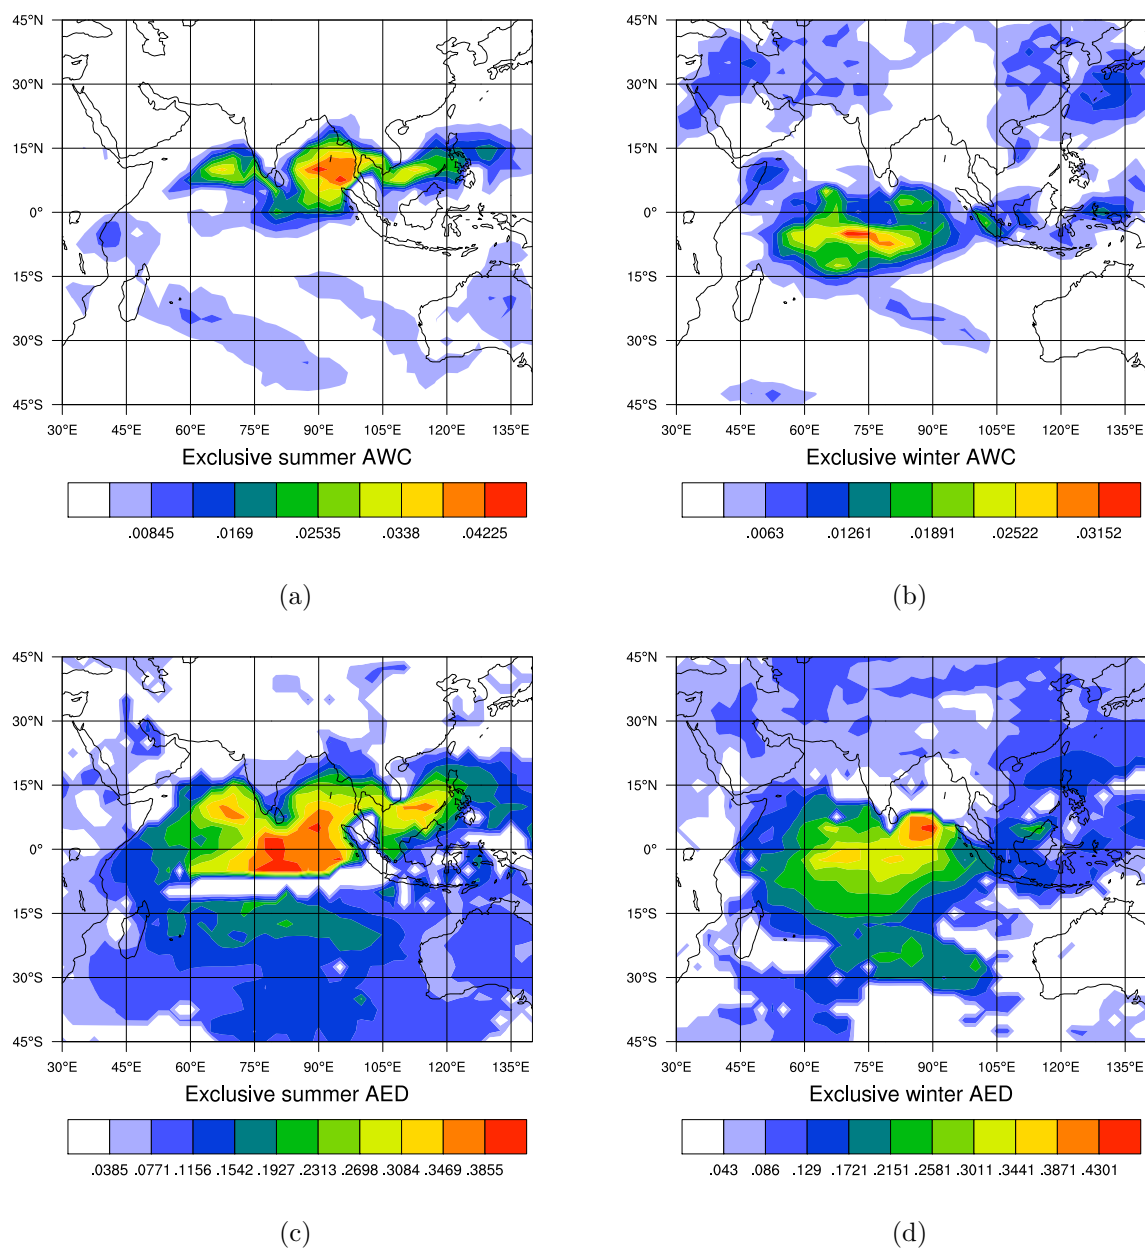 45°N
30°N
15°N
0°
15°S
30°S
45°S
30°E 45°E 60°E 75°E 90°E 105°E 120°E 135°E
Exclusive summer AWC
.00845 .0169 .02535 .0338 .04225
(a)
45°N
30°N
15°N
0°
15°S
30°S
45°S
30°E 45°E 60°E 75°E 90°E 105°E 120°E 135°E
Exclusive winter AWC
.0063 .01261 .01891 .02522 .03152
(b)
45°N
30°N
15°N
0°
15°S
30°S
45°S
30°E 45°E 60°E 75°E 90°E 105°E 120°E 135°E
Exclusive summer AED
.0385 .0771 .1156 .1542 .1927 .2313 .2698 .3084 .3469 .3855
(c)
45°N
30°N
15°N
0°
15°S
30°S
45°S
30°E 45°E 60°E 75°E 90°E 105°E 120°E 135°E
Exclusive winter AED
.043 .086 .129 .1721 .2151 .2581 .3011 .3441 .3871 .4301
(d)